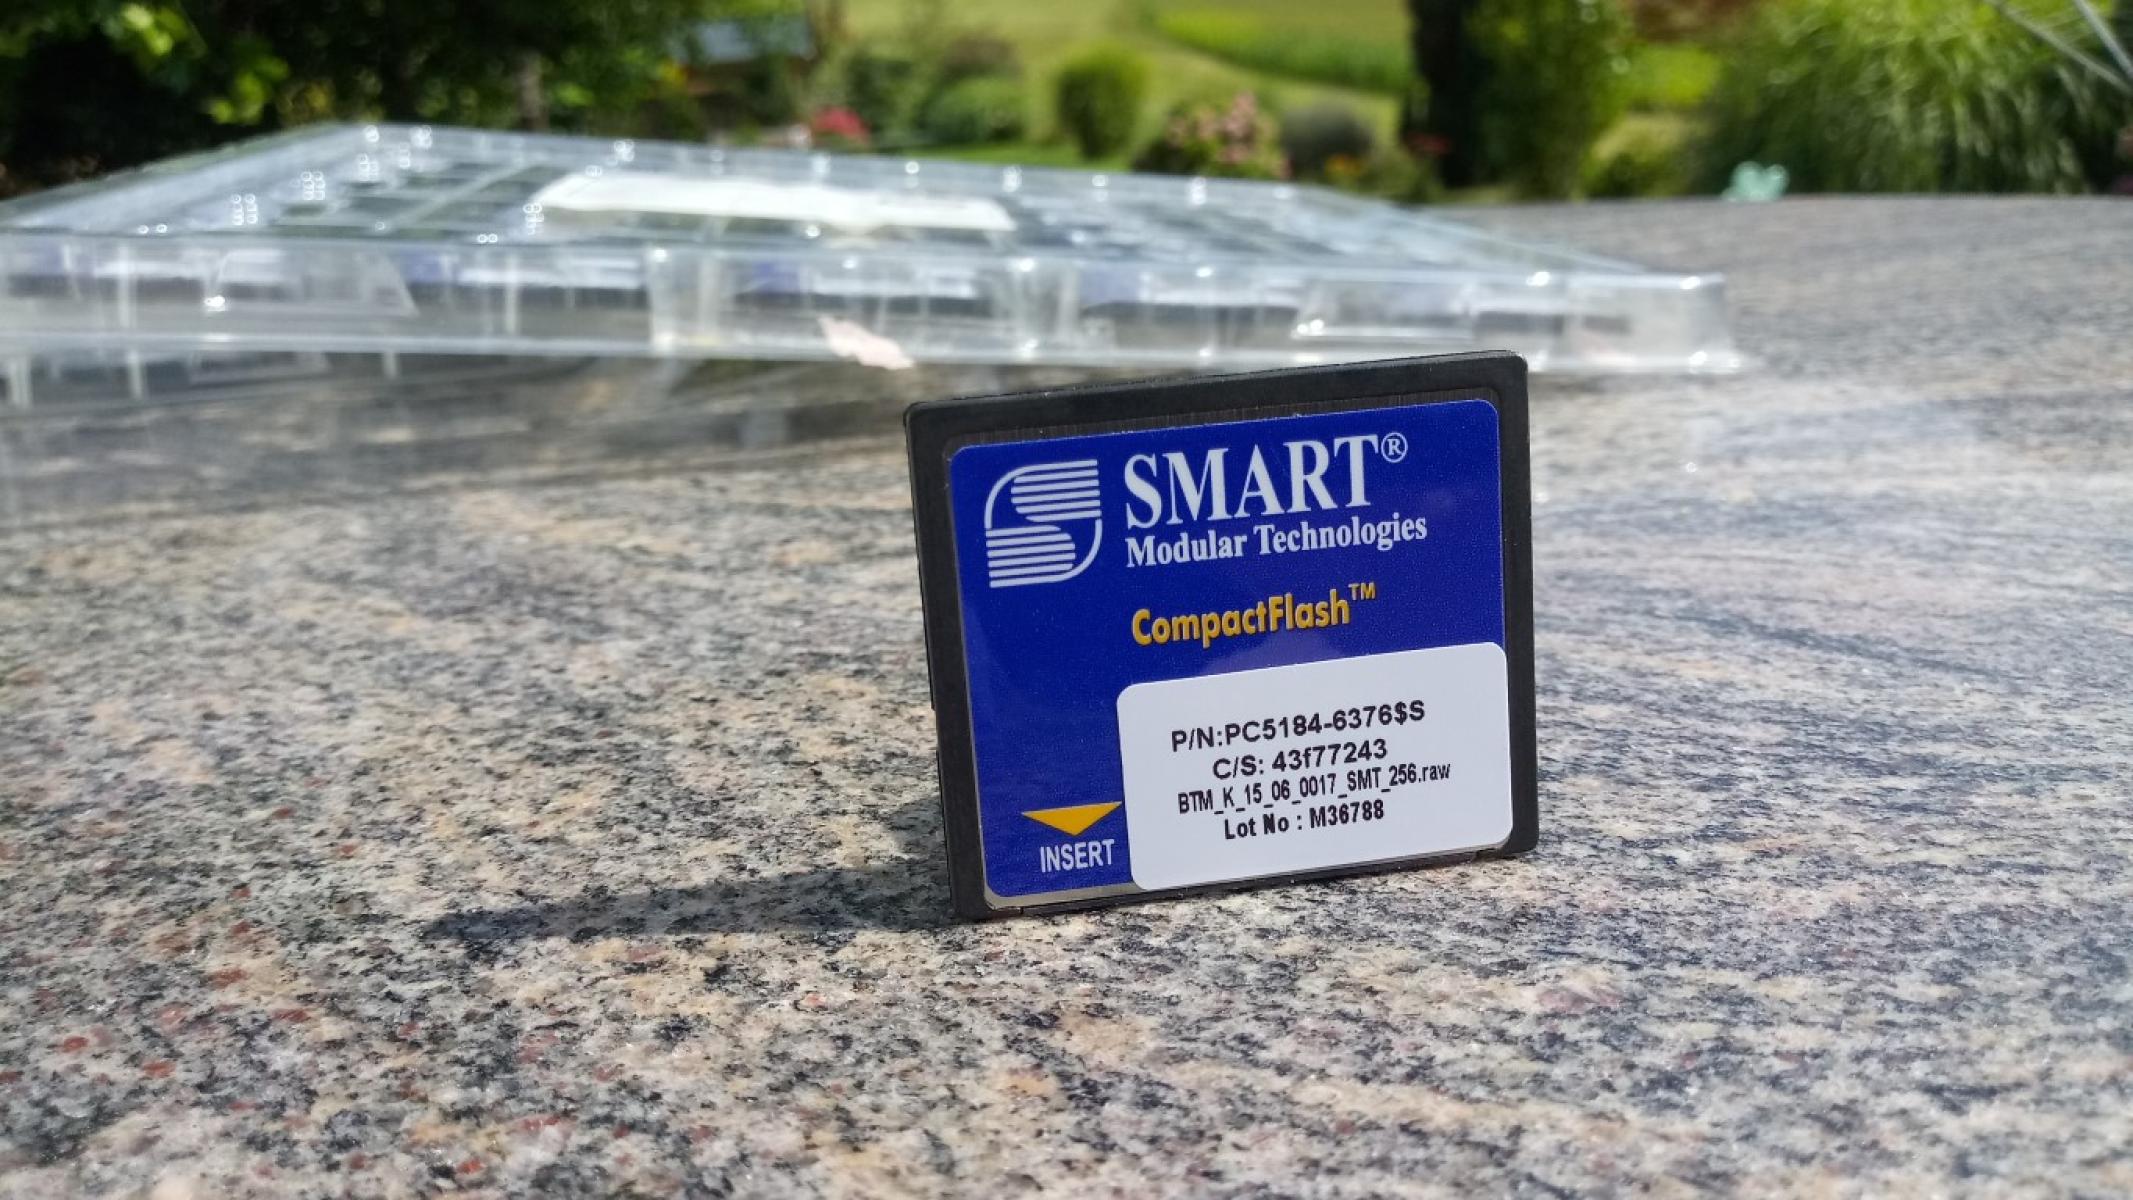 SMART®
Modular Technologies
CompactFlash™
P/N:PC5184-6376$S
C/S: 43f77243
BTM_K_15_06_0017_SMT_256.raw
Lot No : M36788
INSERT